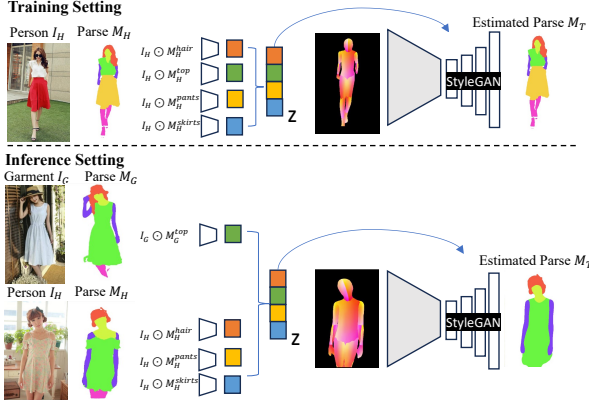 Training Setting
Person I_H Parse M_H
Estimated Parse M_T
I_H ⊙ M_H^hair
I_H ⊙ M_H^top
I_H ⊙ M_H^pants
I_H ⊙ M_H^skirts
Z
StyleGAN
Inference Setting
Garment I_G Parse M_G
I_G ⊙ M_G^top
Estimated Parse M_T
Person I_H Parse M_H
I_H ⊙ M_H^hair
I_H ⊙ M_H^pants
I_H ⊙ M_H^skirts
Z
StyleGAN